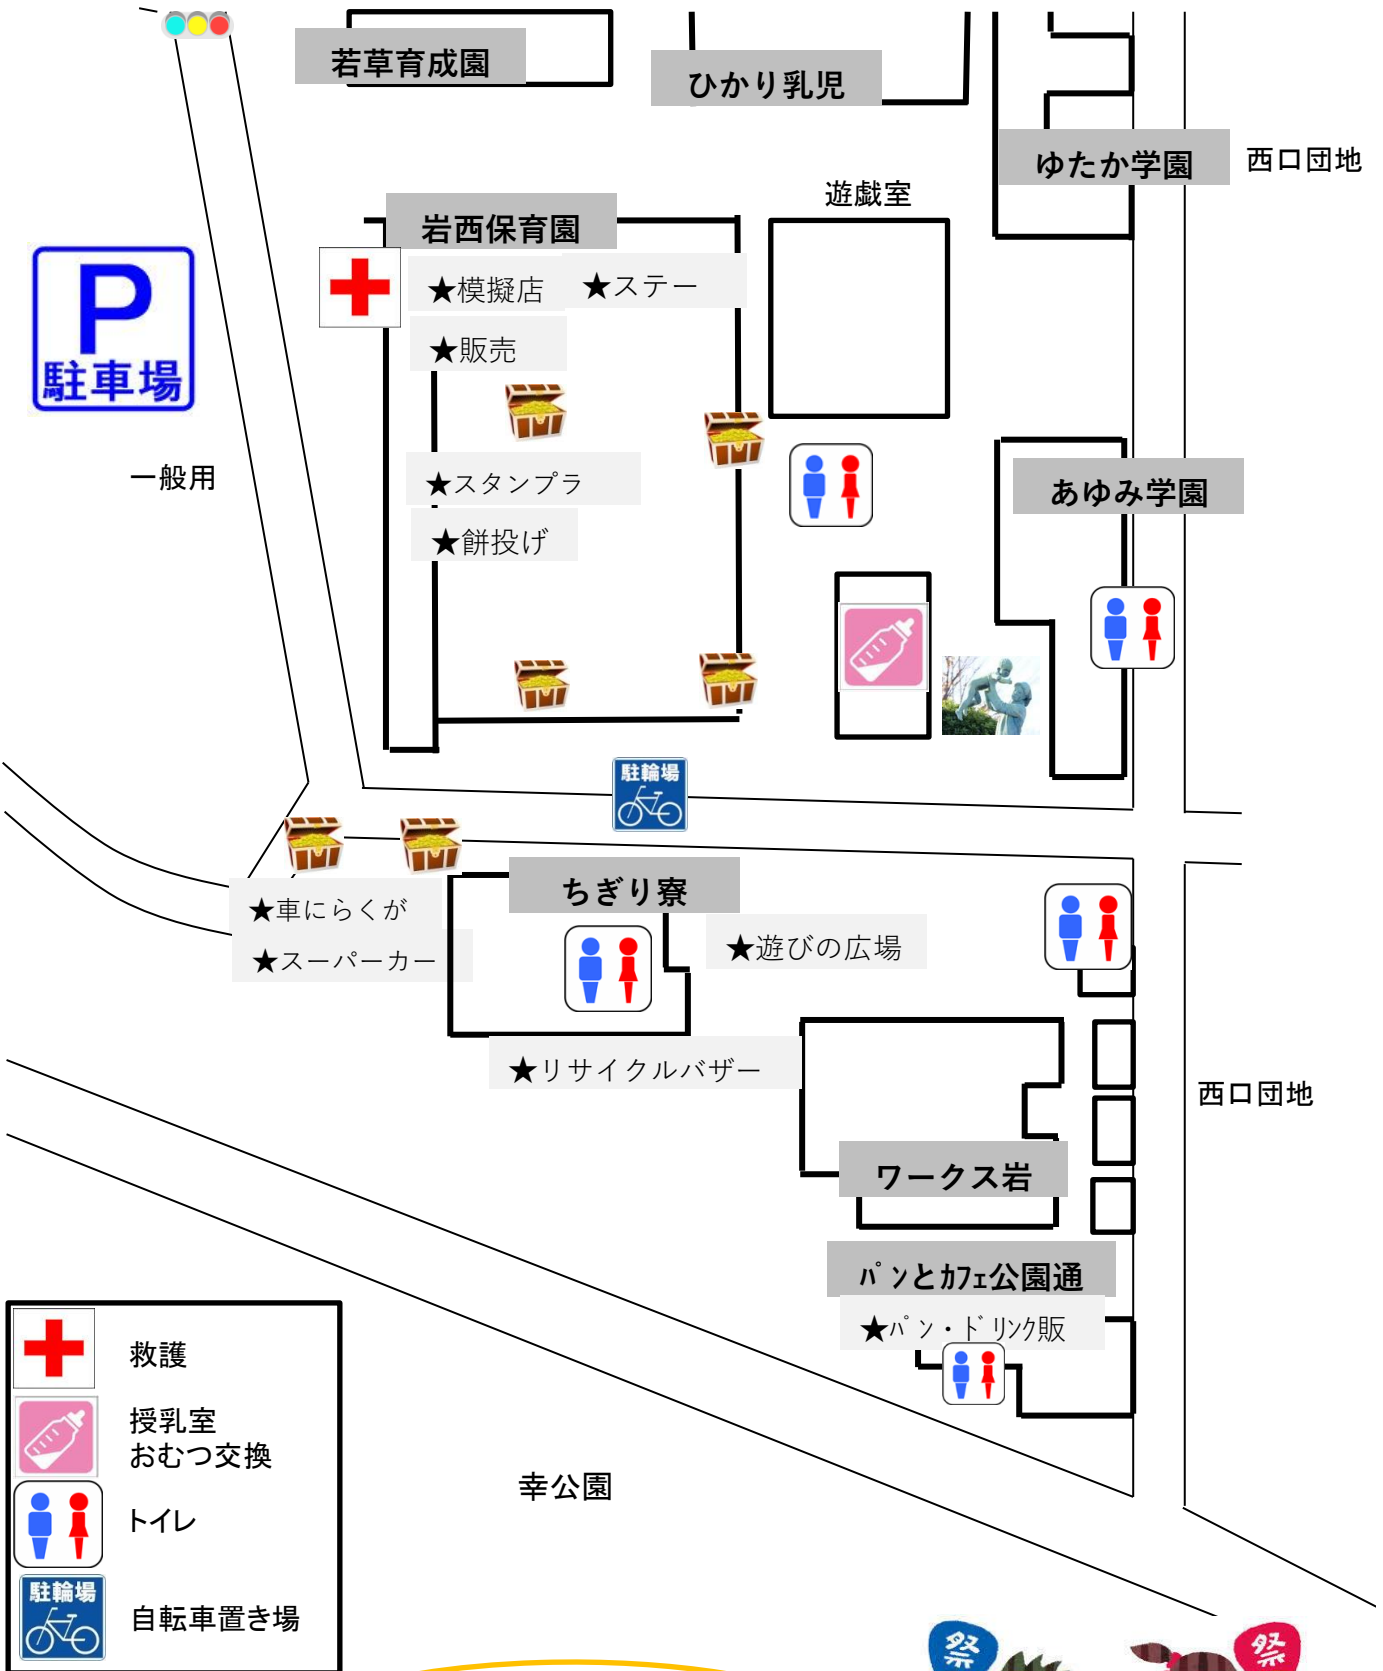 若草育成園
ひかり乳児
ゆたか学園
西口団地
遊戯室
岩西保育園
★模擬店
★ステー
★販売
P
駐車場
一般用
★スタンプラ
★餅投げ
あゆみ学園
駐輪場
ちぎり寮
★車にらくが
★スーパーカー
★遊びの広場
★リサイクルバザー
西口団地
ワークス岩
ﾊﾟﾝとｶﾌｪ公園通
★ﾊﾟﾝ・ﾄﾞﾘﾝｸ販
救護
授乳室
おむつ交換
トイレ
駐輪場
自転車置き場
幸公園
祭
祭